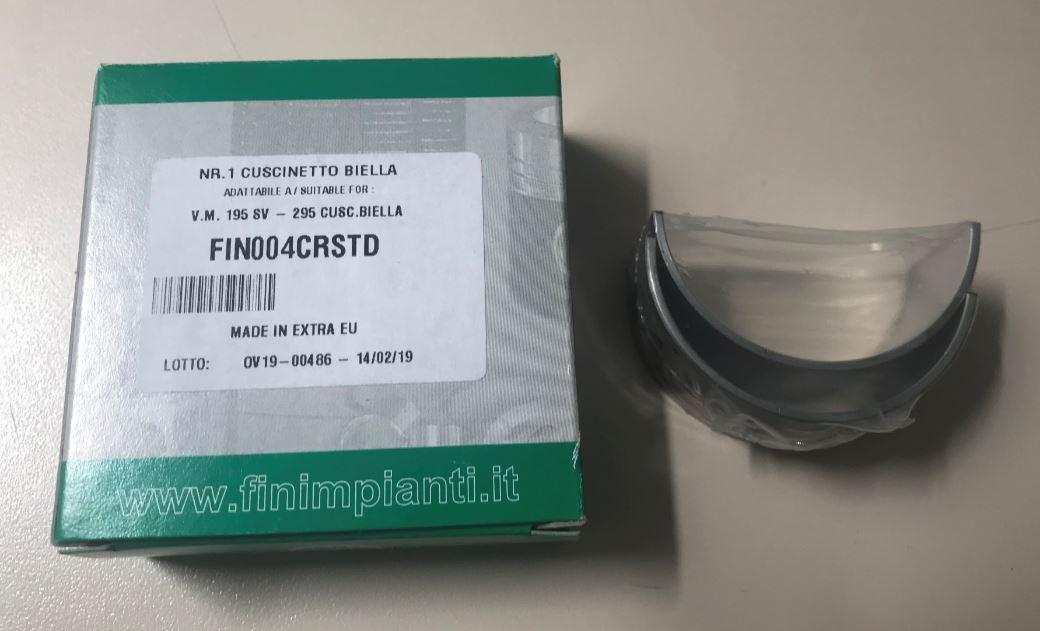 NR.1 CUSCINETTO BIELLA
ADATTABILE A/ SUITABLE FOR :
V.M. 195 SV – 295 CUSC.BIELLA
FIN004CRSTD
MADE IN EXTRA EU
LOTTO: OV19–00486 – 14/02/19
www.finimpianti.it